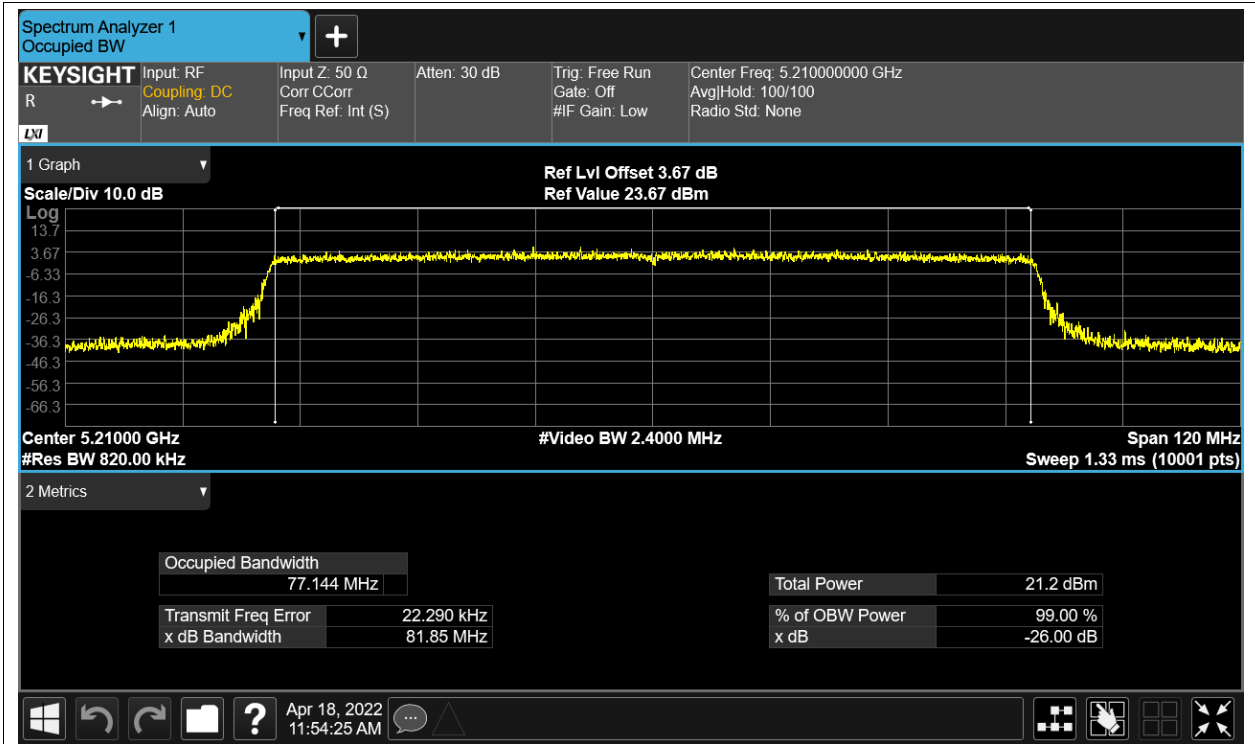 Spectrum Analyzer 1
Occupied BW
KEYSIGHT
R
LXI
Input: RF
Coupling: DC
Align: Auto
Input Z: 50 Ω
Corr CCorr
Freq Ref: Int (S)
Atten: 30 dB
Trig: Free Run
Gate: Off
#IF Gain: Low
Center Freq: 5.210000000 GHz
Avg|Hold: 100/100
Radio Std: None
1 Graph
Scale/Div 10.0 dB
Ref Lvl Offset 3.67 dB
Ref Value 23.67 dBm
Log
13.7
3.67
-6.33
-16.3
-26.3
-36.3
-46.3
-56.3
-66.3
Center 5.21000 GHz
#Video BW 2.4000 MHz
Span 120 MHz
#Res BW 820.00 kHz
Sweep 1.33 ms (10001 pts)
2 Metrics
Occupied Bandwidth
77.144 MHz
Transmit Freq Error 22.290 kHz
x dB Bandwidth 81.85 MHz
Total Power 21.2 dBm
% of OBW Power 99.00 %
x dB -26.00 dB
?
Apr 18, 2022
11:54:25 AM